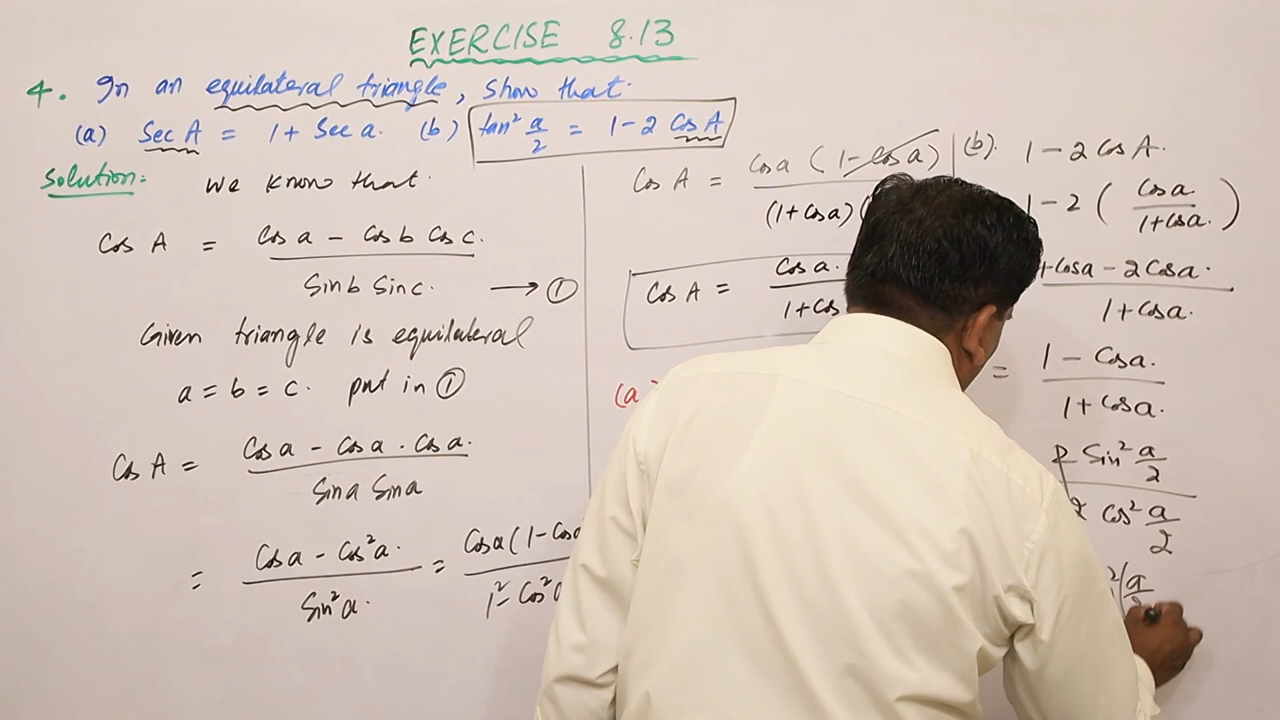 EXERCISE 8.13
4. In an equilateral triangle, show that
(a) Sec A = 1 + Sec a. (b) tan² a/2 = 1 - 2 Cos A
Solution: We know that
Cos A = (Cos a - Cos b Cos c.) / (Sin b Sin c.) → ①
Given triangle is equilateral
a = b = c. put in ①
Cos A = (Cos a - Cos a . Cos a.) / (Sin a Sin a)
= (Cos a - Cos² a.) / (Sin² a.) = (Cos a (1 - Cos a / (1² - Cos²
Cos A = (Cos a (1 - Cos a)) / ((1 + Cos a) (
Cos A = (Cos a.) / (1 + Cos
(a
(b). 1 - 2 Cos A.
1 - 2 ( Cos a. / 1 + Cos a. )
+ Cos a - 2 Cos a. / 1 + Cos a.
= (1 - Cos a.) / (1 + Cos a.)
2 Sin² a/2 / 2 Cos² a/2
² a